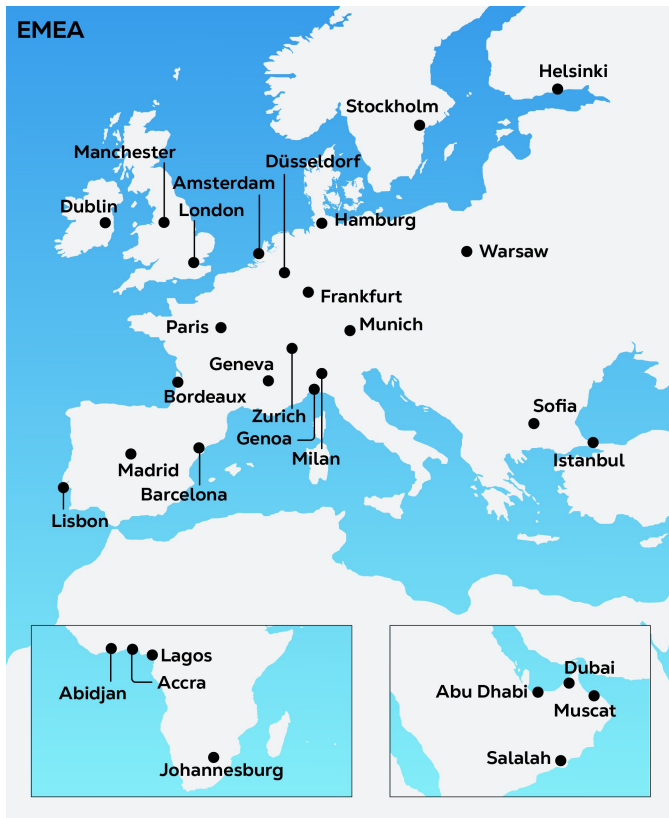 EMEA
Helsinki
Stockholm
Manchester
Düsseldorf
Amsterdam
Dublin
London
Hamburg
Warsaw
Frankfurt
Paris
Munich
Geneva
Bordeaux
Sofia
Zurich
Genoa
Istanbul
Milan
Madrid
Barcelona
Lisbon
Lagos
Dubai
Accra
Abu Dhabi
Abidjan
Muscat
Salalah
Johannesburg